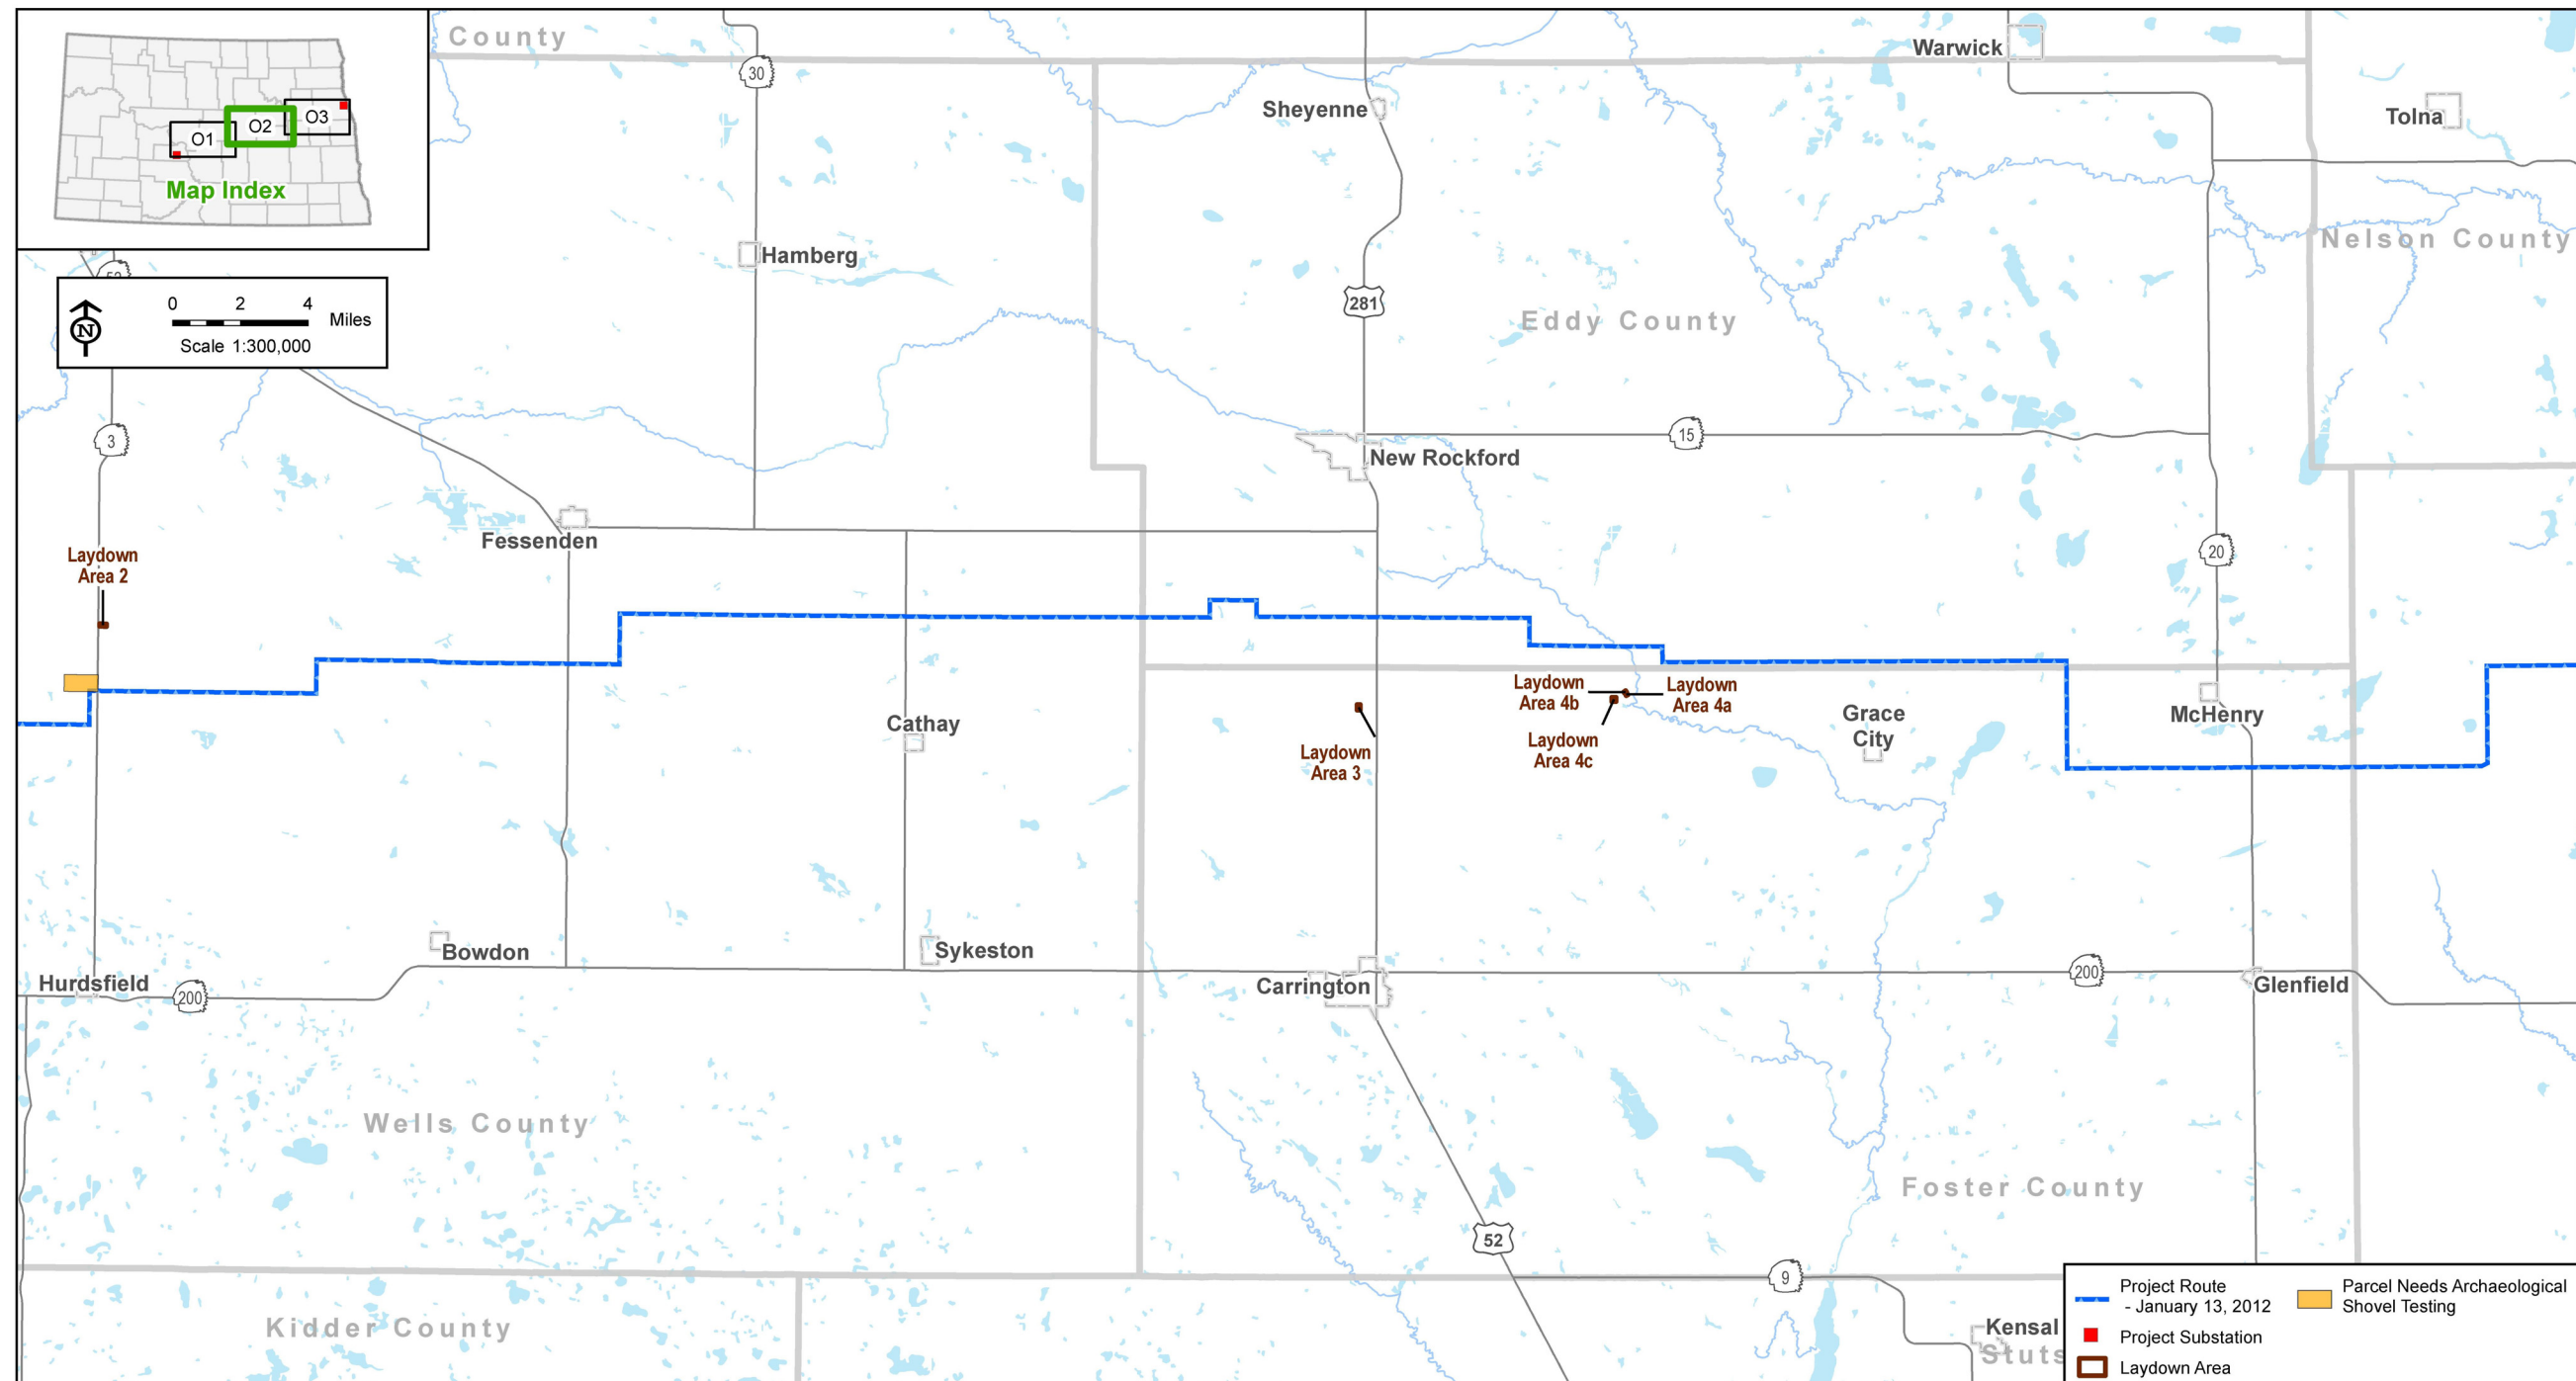 County
30
Warwick
Sheyenne
Tolna
O1
O2
O3
Map Index
Nelson County
Hamberg
52
0 2 4
Miles
N
Scale 1:300,000
281
Eddy County
3
15
New Rockford
Fessenden
20
Laydown
Area 2
Laydown
Area 4b
Laydown
Area 4a
Laydown
Area 4c
Laydown
Area 3
Cathay
Grace
City
McHenry
Bowdon
Sykeston
Hurdsfield
200
Carrington
200
Glenfield
Wells County
Foster County
52
9
Kidder County
Kensal
Stuts
Project Route
- January 13, 2012
Parcel Needs Archaeological
Shovel Testing
Project Substation
Laydown Area